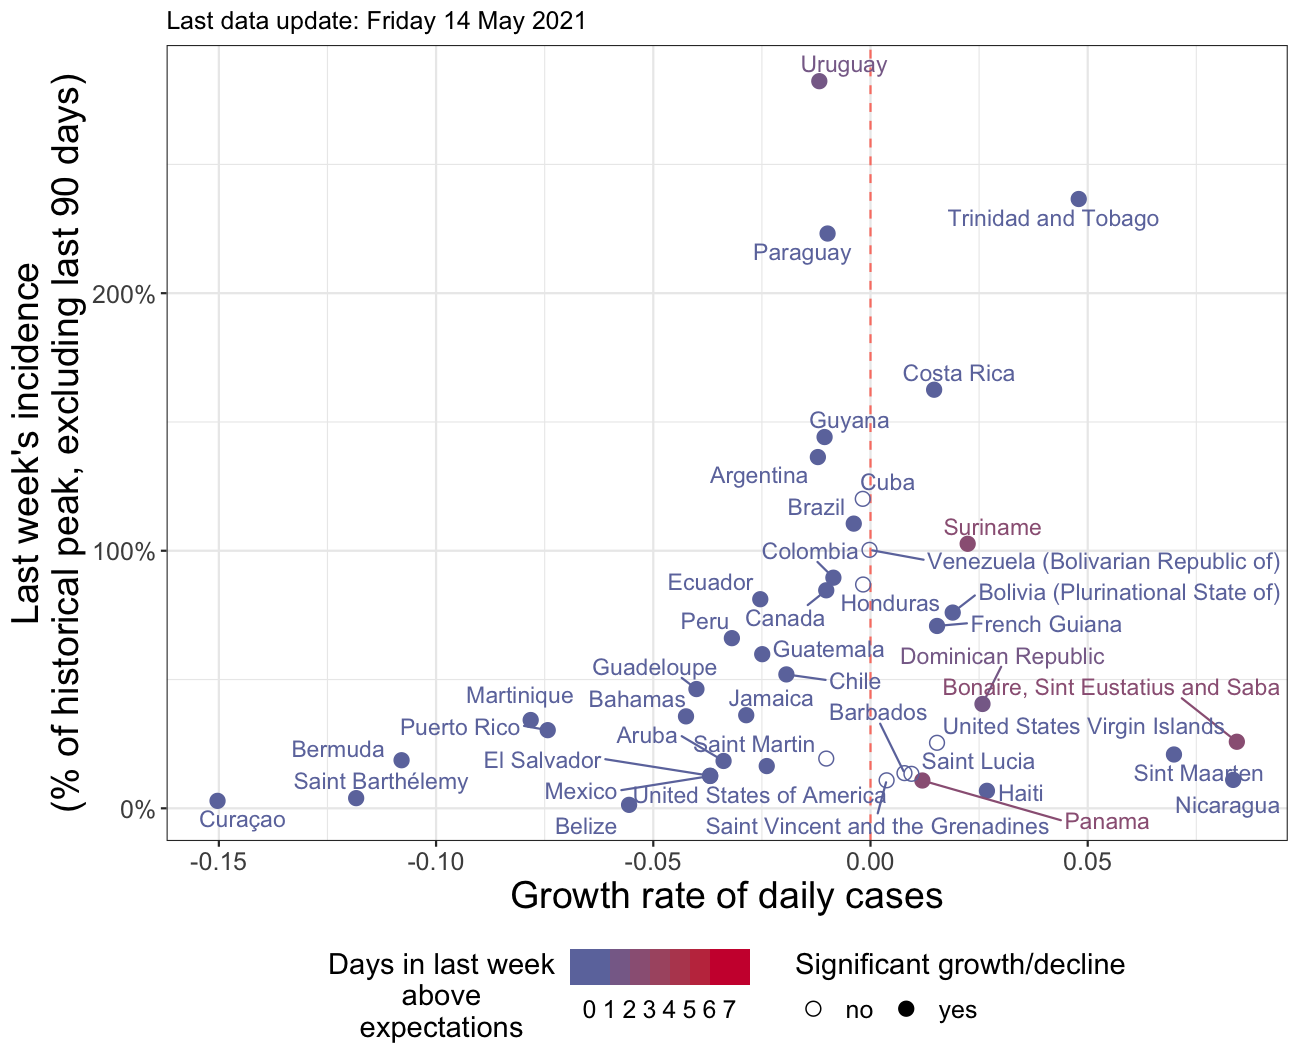 Last data update: Friday 14 May 2021
Last week's incidence
(% of historical peak, excluding last 90 days)
200%
100%
0%
Uruguay
Trinidad and Tobago
Paraguay
Costa Rica
Guyana
Argentina
Cuba
Brazil
Suriname
Colombia
Venezuela (Bolivarian Republic of)
Ecuador
Bolivia (Plurinational State of)
Honduras
Canada
Peru
French Guiana
Guatemala
Dominican Republic
Guadeloupe
Chile
Bonaire, Sint Eustatius and Saba
Martinique
Bahamas
Jamaica
Barbados
Puerto Rico
United States Virgin Islands
Aruba
Saint Martin
Bermuda
El Salvador
Saint Lucia
Sint Maarten
Saint Barthélemy
Mexico
United States of America
Haiti
Nicaragua
Curaçao
Belize
Saint Vincent and the Grenadines
Panama
-0.15
-0.10
-0.05
0.00
0.05
Growth rate of daily cases
Days in last week
above
expectations
0 1 2 3 4 5 6 7
Significant growth/decline
no
yes